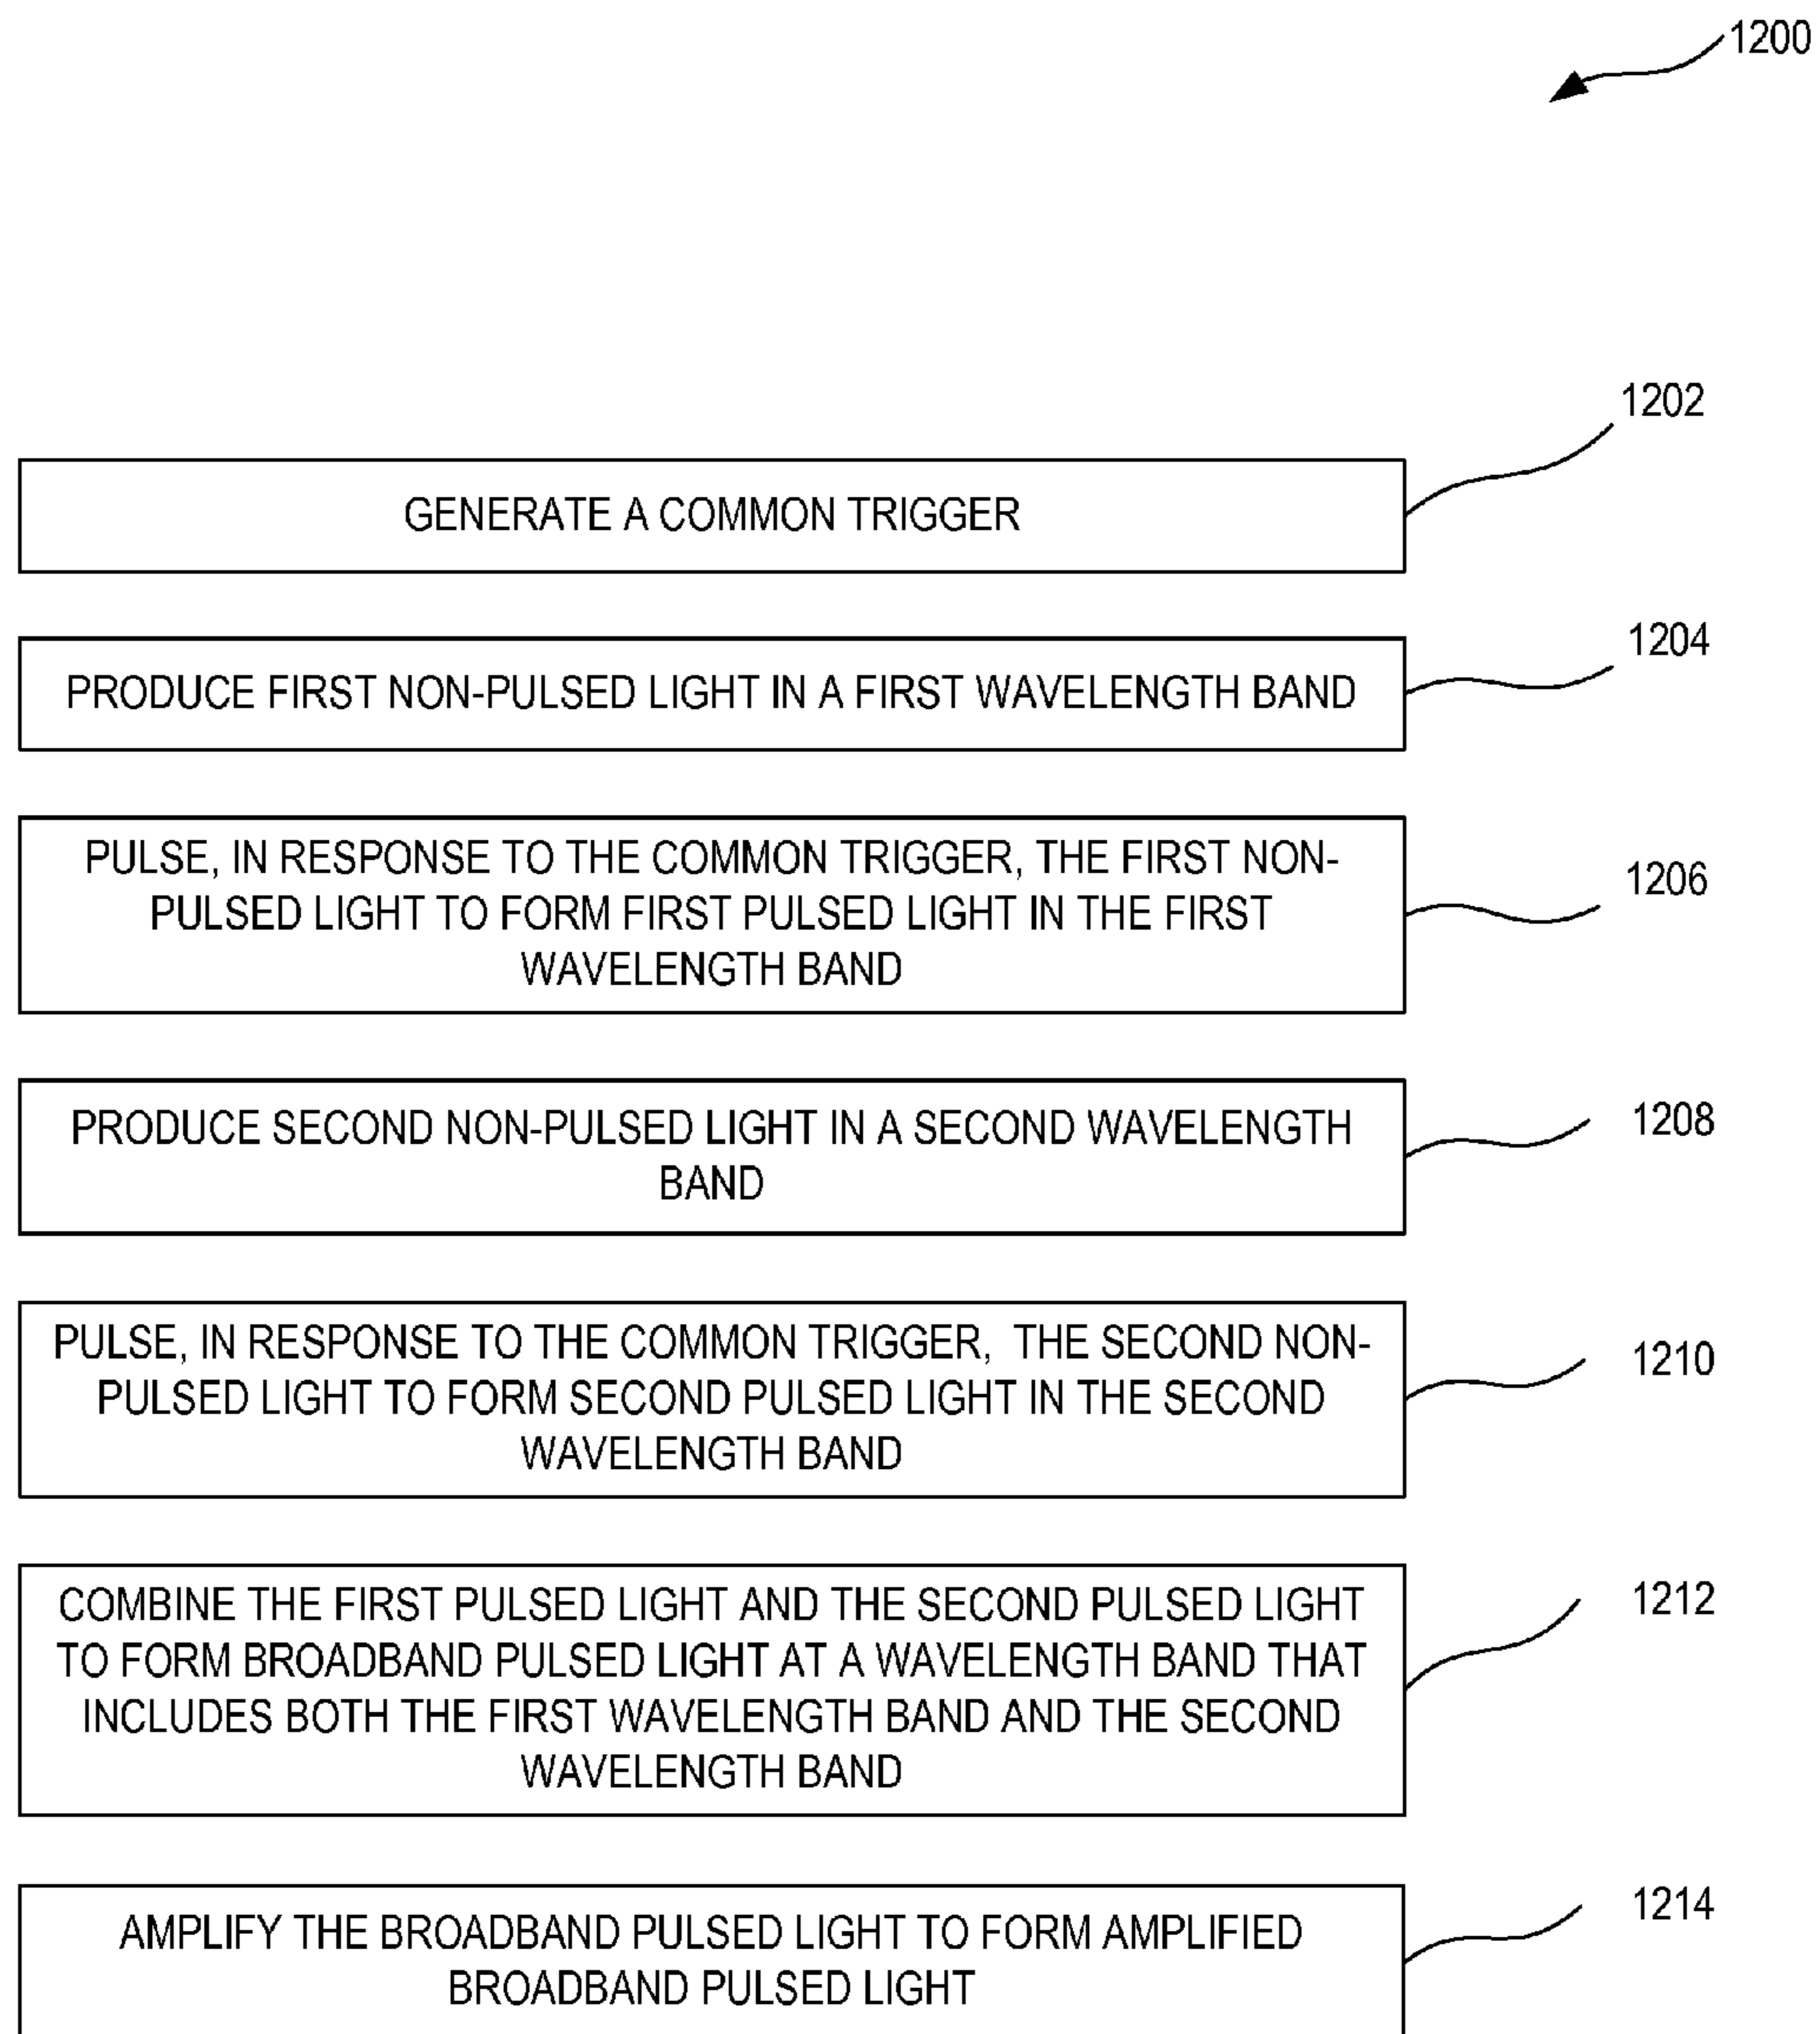 1200
1202
GENERATE A COMMON TRIGGER
1204
PRODUCE FIRST NON-PULSED LIGHT IN A FIRST WAVELENGTH BAND
PULSE, IN RESPONSE TO THE COMMON TRIGGER, THE FIRST NON-
PULSED LIGHT TO FORM FIRST PULSED LIGHT IN THE FIRST
WAVELENGTH BAND
1206
PRODUCE SECOND NON-PULSED LIGHT IN A SECOND WAVELENGTH
BAND
1208
PULSE, IN RESPONSE TO THE COMMON TRIGGER, THE SECOND NON-
PULSED LIGHT TO FORM SECOND PULSED LIGHT IN THE SECOND
WAVELENGTH BAND
1210
COMBINE THE FIRST PULSED LIGHT AND THE SECOND PULSED LIGHT
TO FORM BROADBAND PULSED LIGHT AT A WAVELENGTH BAND THAT
INCLUDES BOTH THE FIRST WAVELENGTH BAND AND THE SECOND
WAVELENGTH BAND
1212
AMPLIFY THE BROADBAND PULSED LIGHT TO FORM AMPLIFIED
BROADBAND PULSED LIGHT
1214